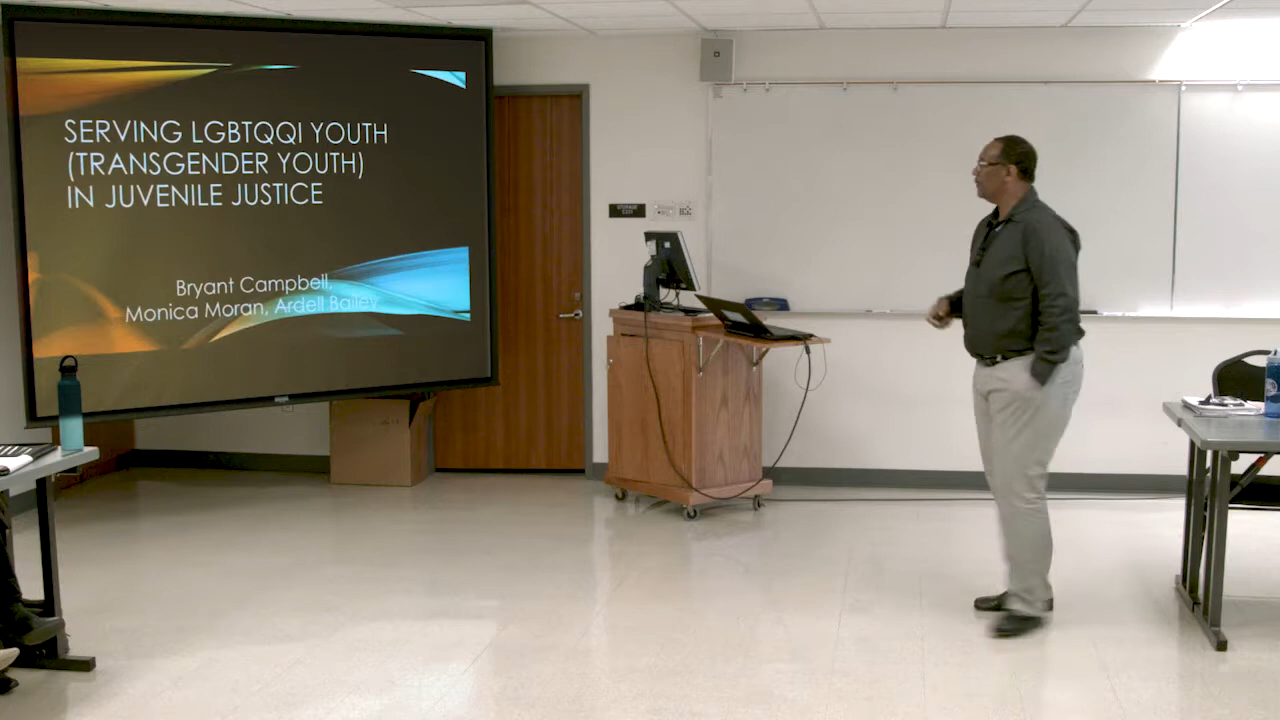 SERVING LGBTQQI YOUTH
(TRANSGENDER YOUTH)
IN JUVENILE JUSTICE
Bryant Campbell,
Monica Moran, Ardell Bailey